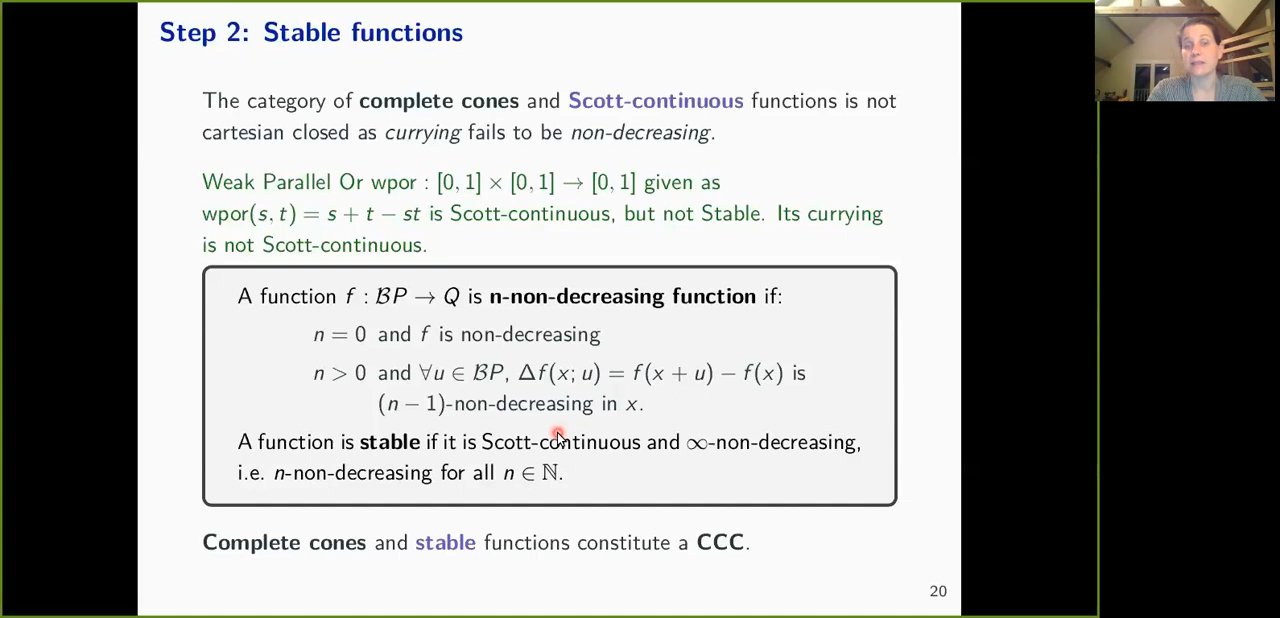 Step 2: Stable functions
The category of complete cones and Scott-continuous functions is not
cartesian closed as currying fails to be non-decreasing.
Weak Parallel Or wpor : [0, 1] × [0, 1] → [0, 1] given as
wpor(s, t) = s + t − st is Scott-continuous, but not Stable. Its currying
is not Scott-continuous.
A function f : ℬP → Q is n-non-decreasing function if:
n = 0 and f is non-decreasing
n > 0 and ∀u ∈ ℬP, Δf(x; u) = f(x + u) − f(x) is
(n − 1)-non-decreasing in x.
A function is stable if it is Scott-continuous and ∞-non-decreasing,
i.e. n-non-decreasing for all n ∈ ℕ.
Complete cones and stable functions constitute a CCC.
20